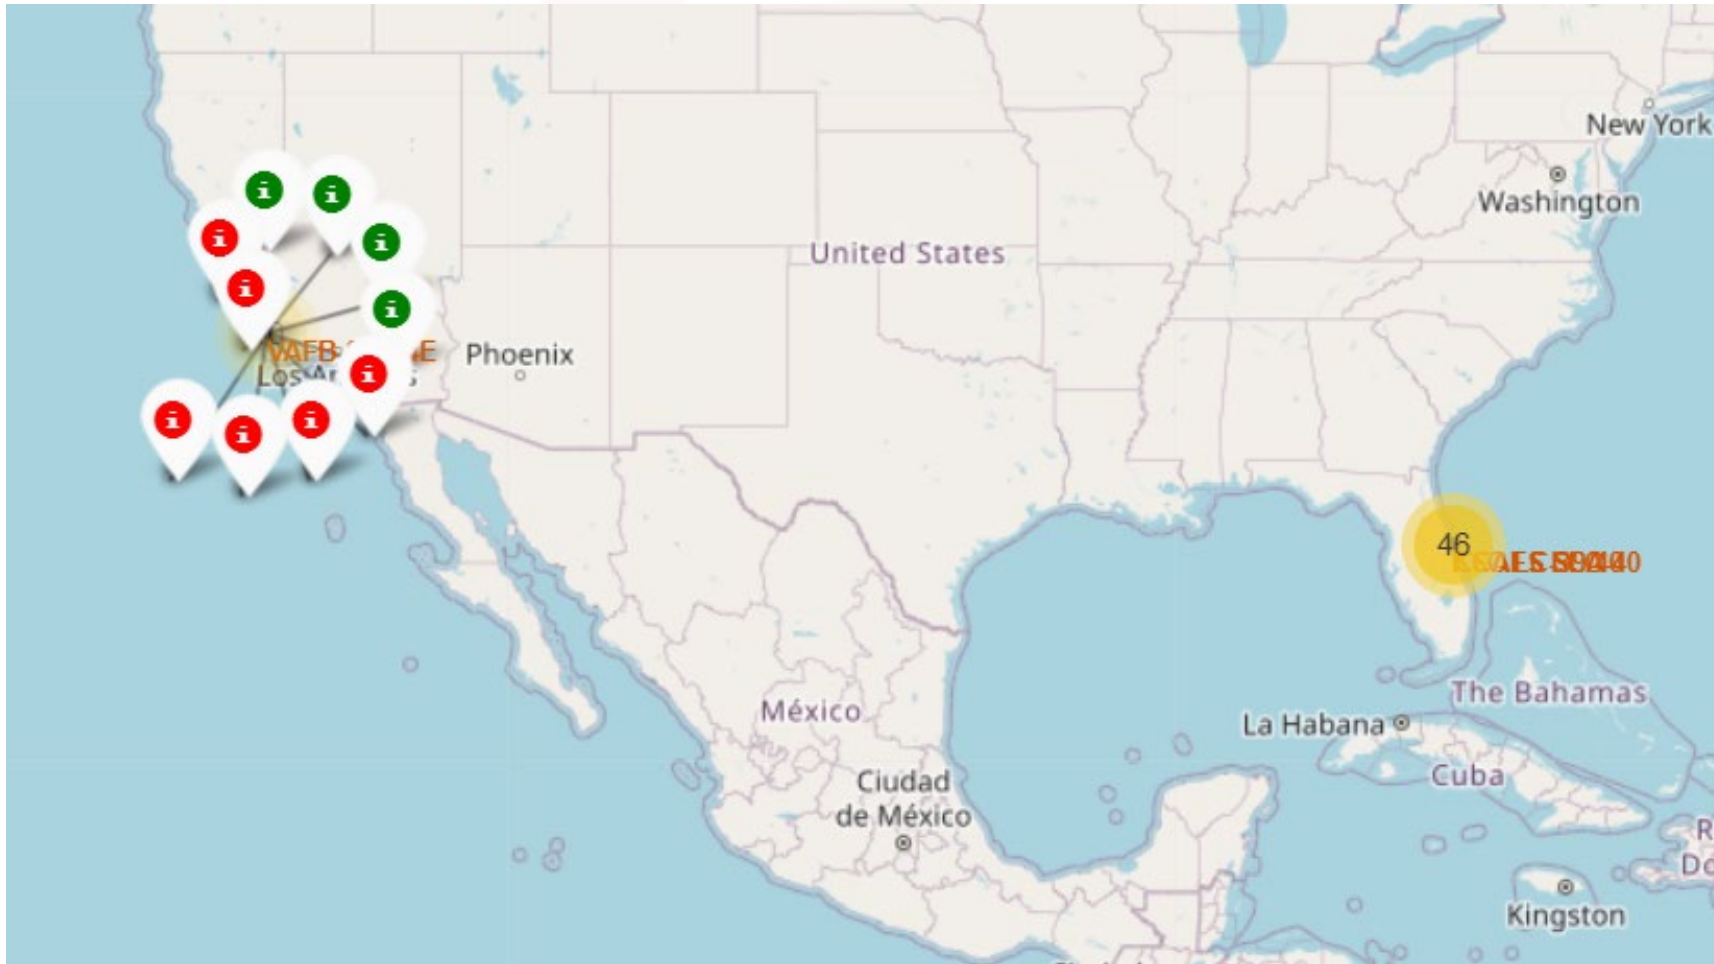 New York
Washington
United States
Phoenix
46
The Bahamas
México
La Habana
Cuba
Ciudad
de México
Kingston